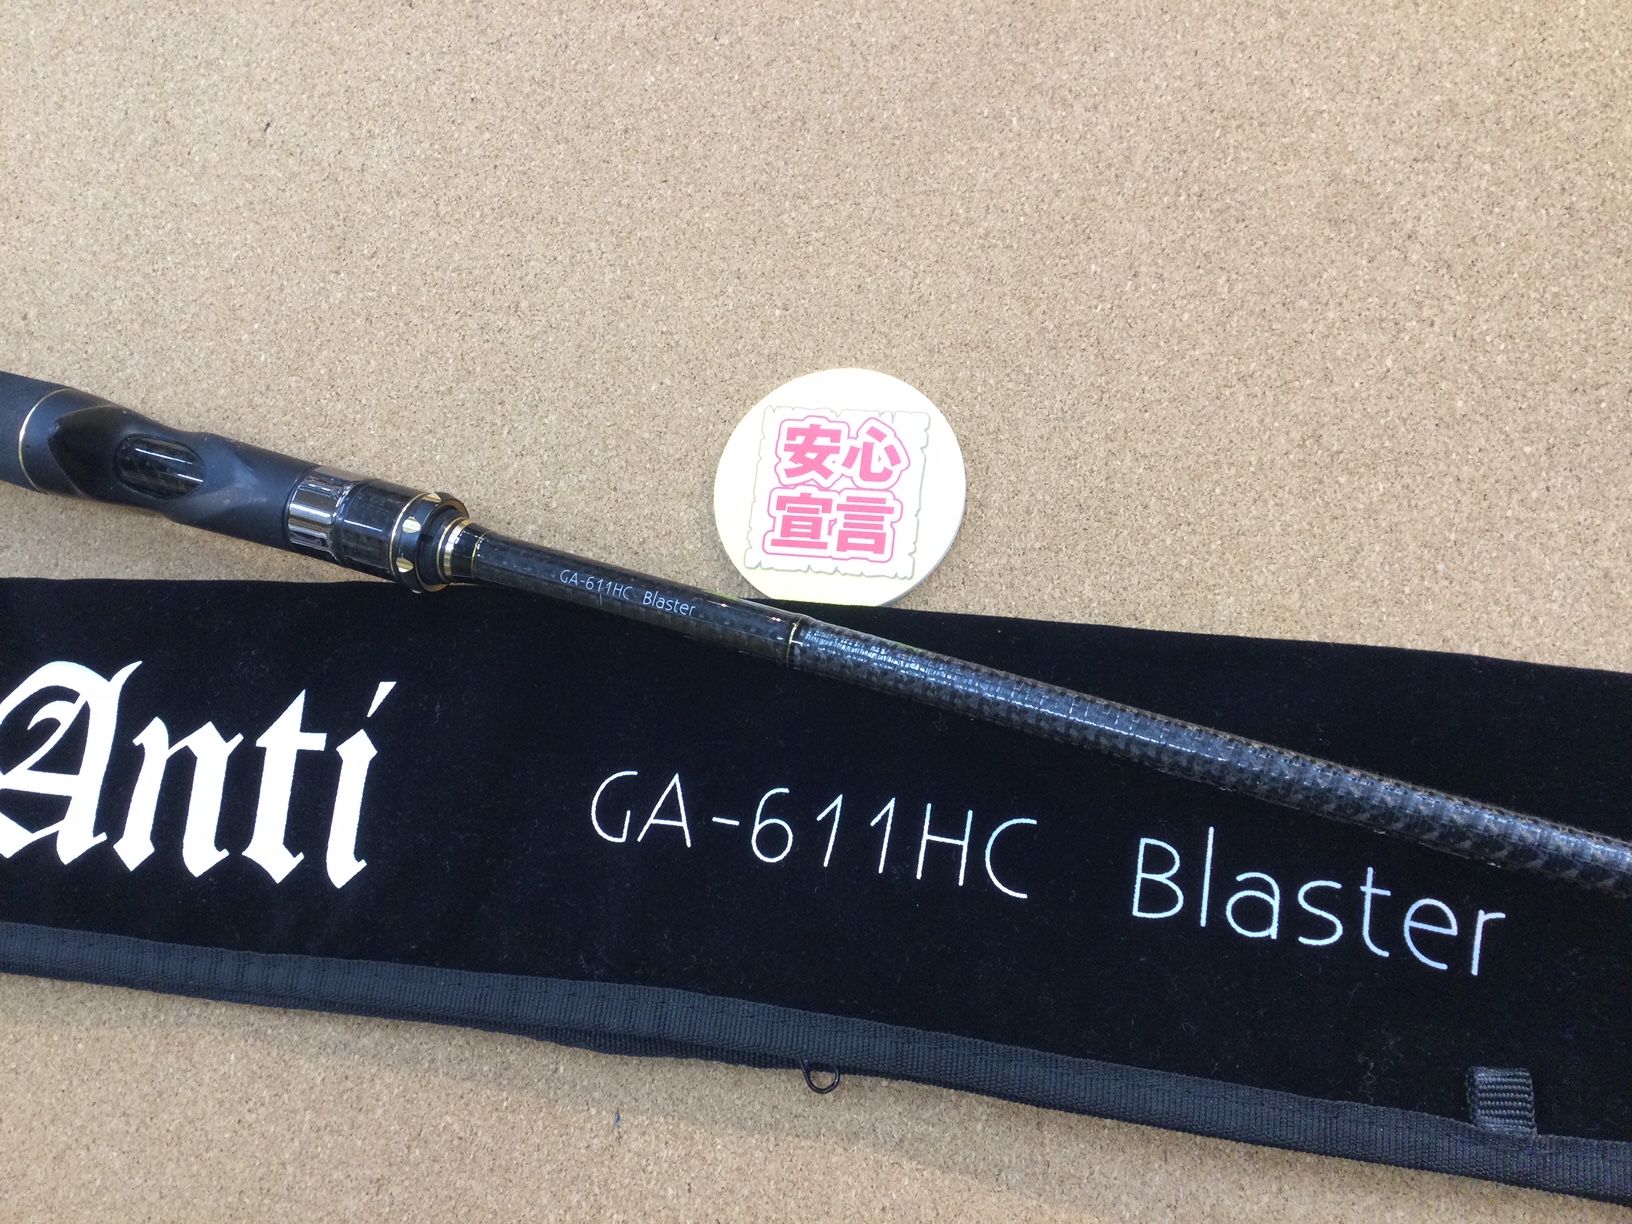 安心
宣言
GA-611HC Blaster
Anti
GA-611HC Blaster